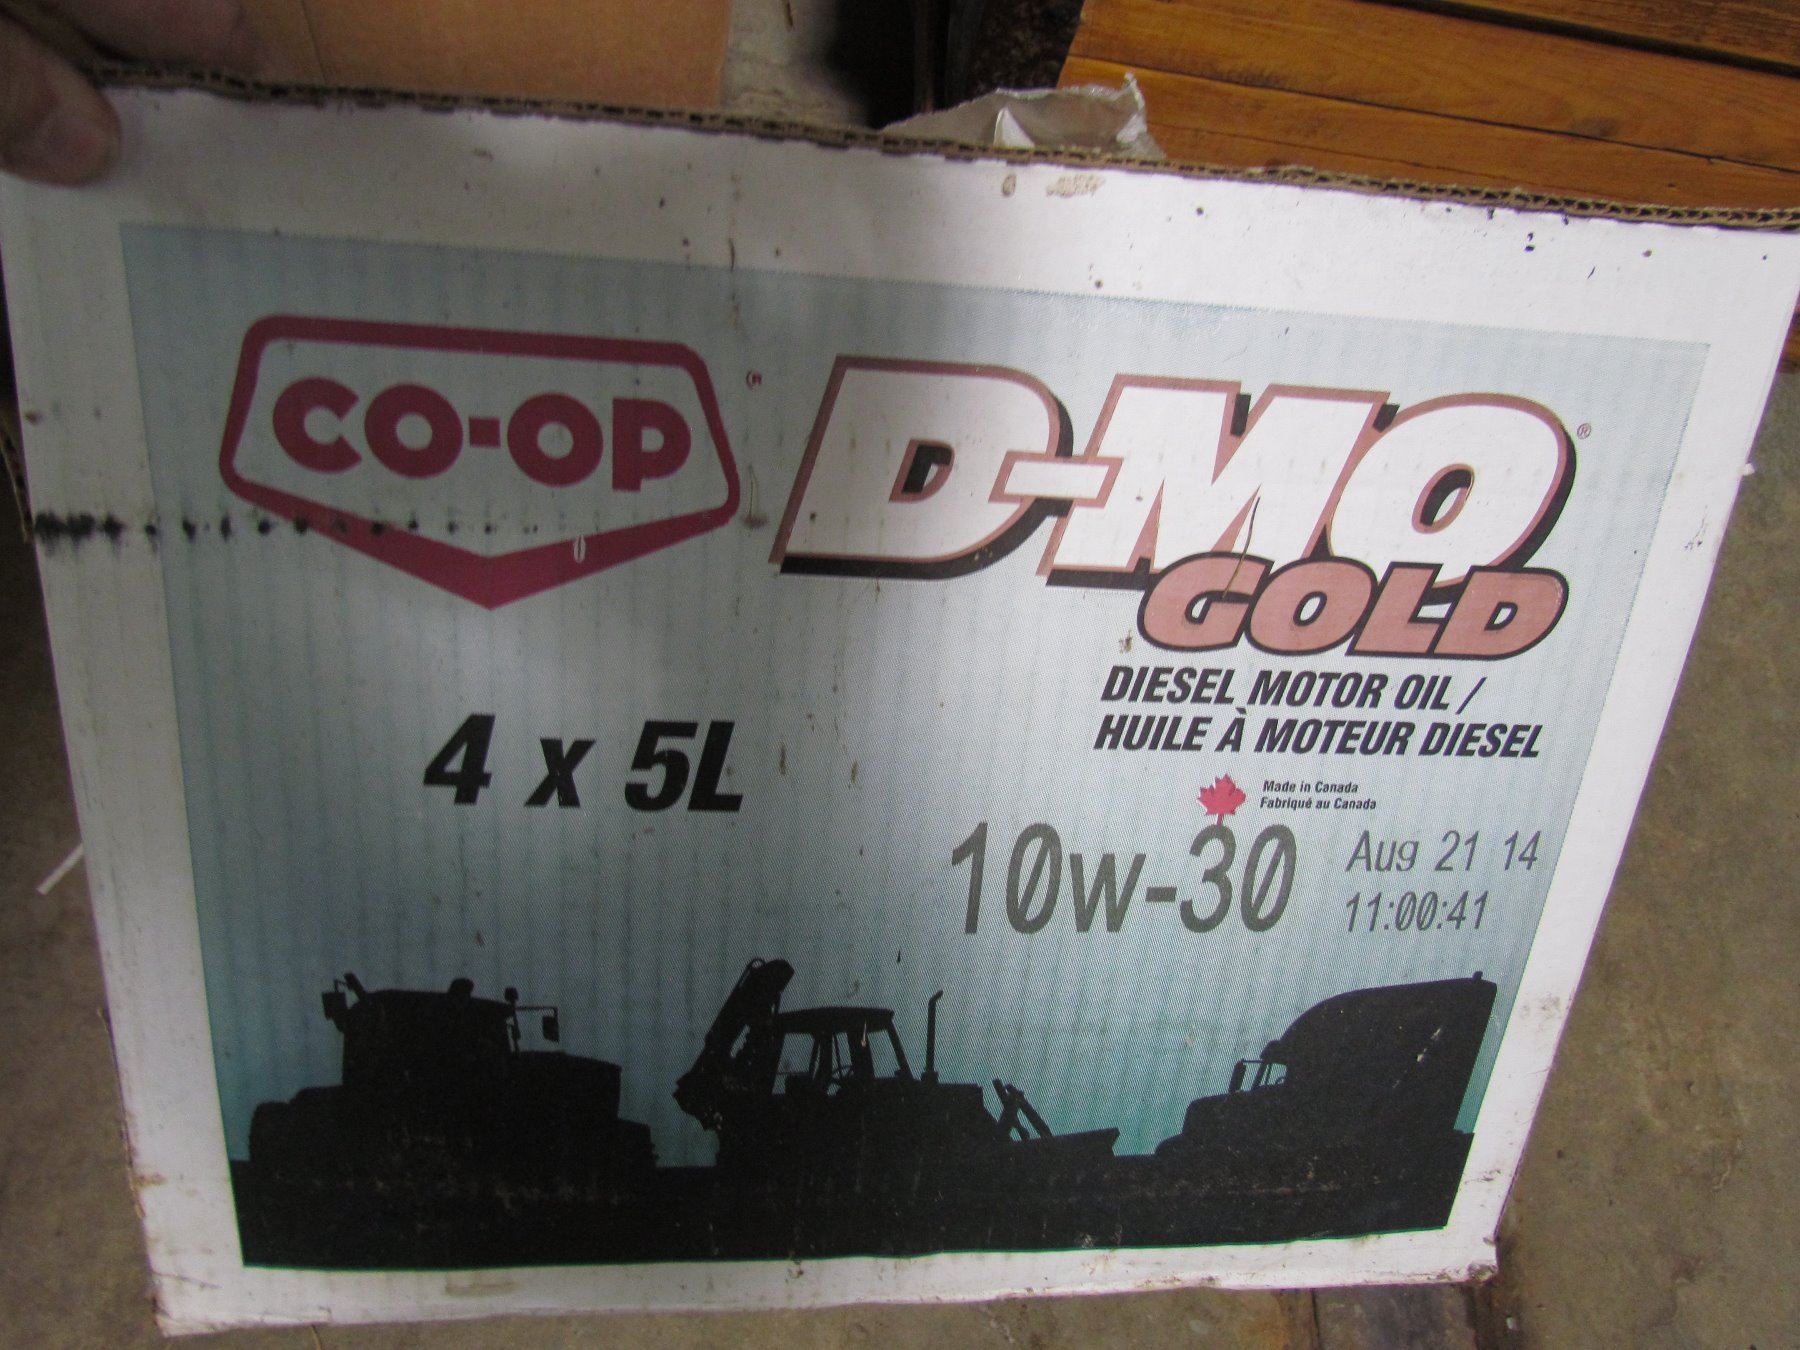 CO-OP ®
D-MO ®
GOLD
DIESEL MOTOR OIL /
HUILE À MOTEUR DIESEL
4 x 5L
Made in Canada
Fabriqué au Canada
10w-30
Aug 21 14
11:00:41